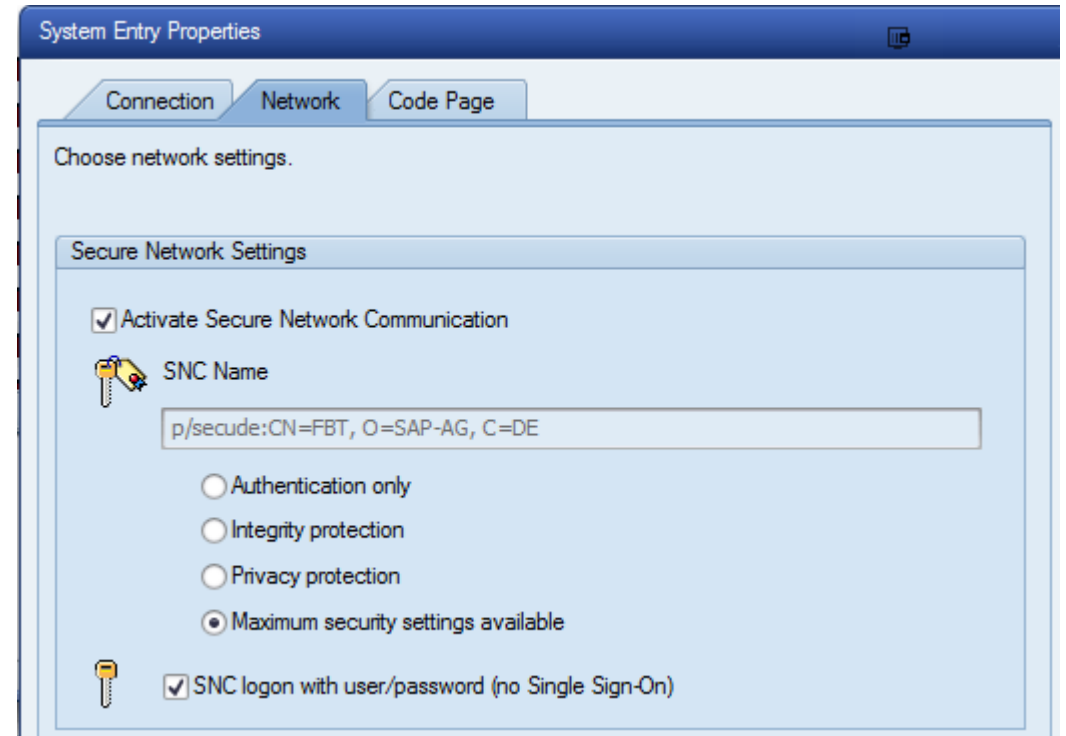 System Entry Properties
Connection Network Code Page
Choose network settings.
Secure Network Settings
Activate Secure Network Communication
SNC Name
p/secude:CN=FBT, O=SAP-AG, C=DE
Authentication only
Integrity protection
Privacy protection
Maximum security settings available
SNC logon with user/password (no Single Sign-On)